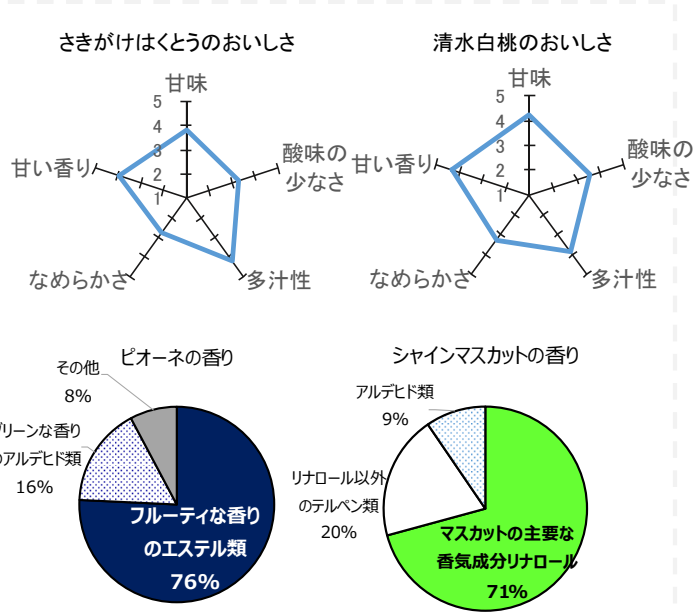 さきがけはくとうのおいしさ
甘味
5
4
3
2
1
酸味の
少なさ
多汁性
なめらかさ
甘い香り
清水白桃のおいしさ
甘味
5
4
3
2
1
酸味の
少なさ
多汁性
なめらかさ
甘い香り
ピオーネの香り
その他
8%
リーンな香り
アルデヒド類
16%
フルーティな香り
のエステル類
76%
シャインマスカットの香り
アルデヒド類
9%
リナロール以外
のテルペン類
20%
マスカットの主要な
香気成分リナロール
71%